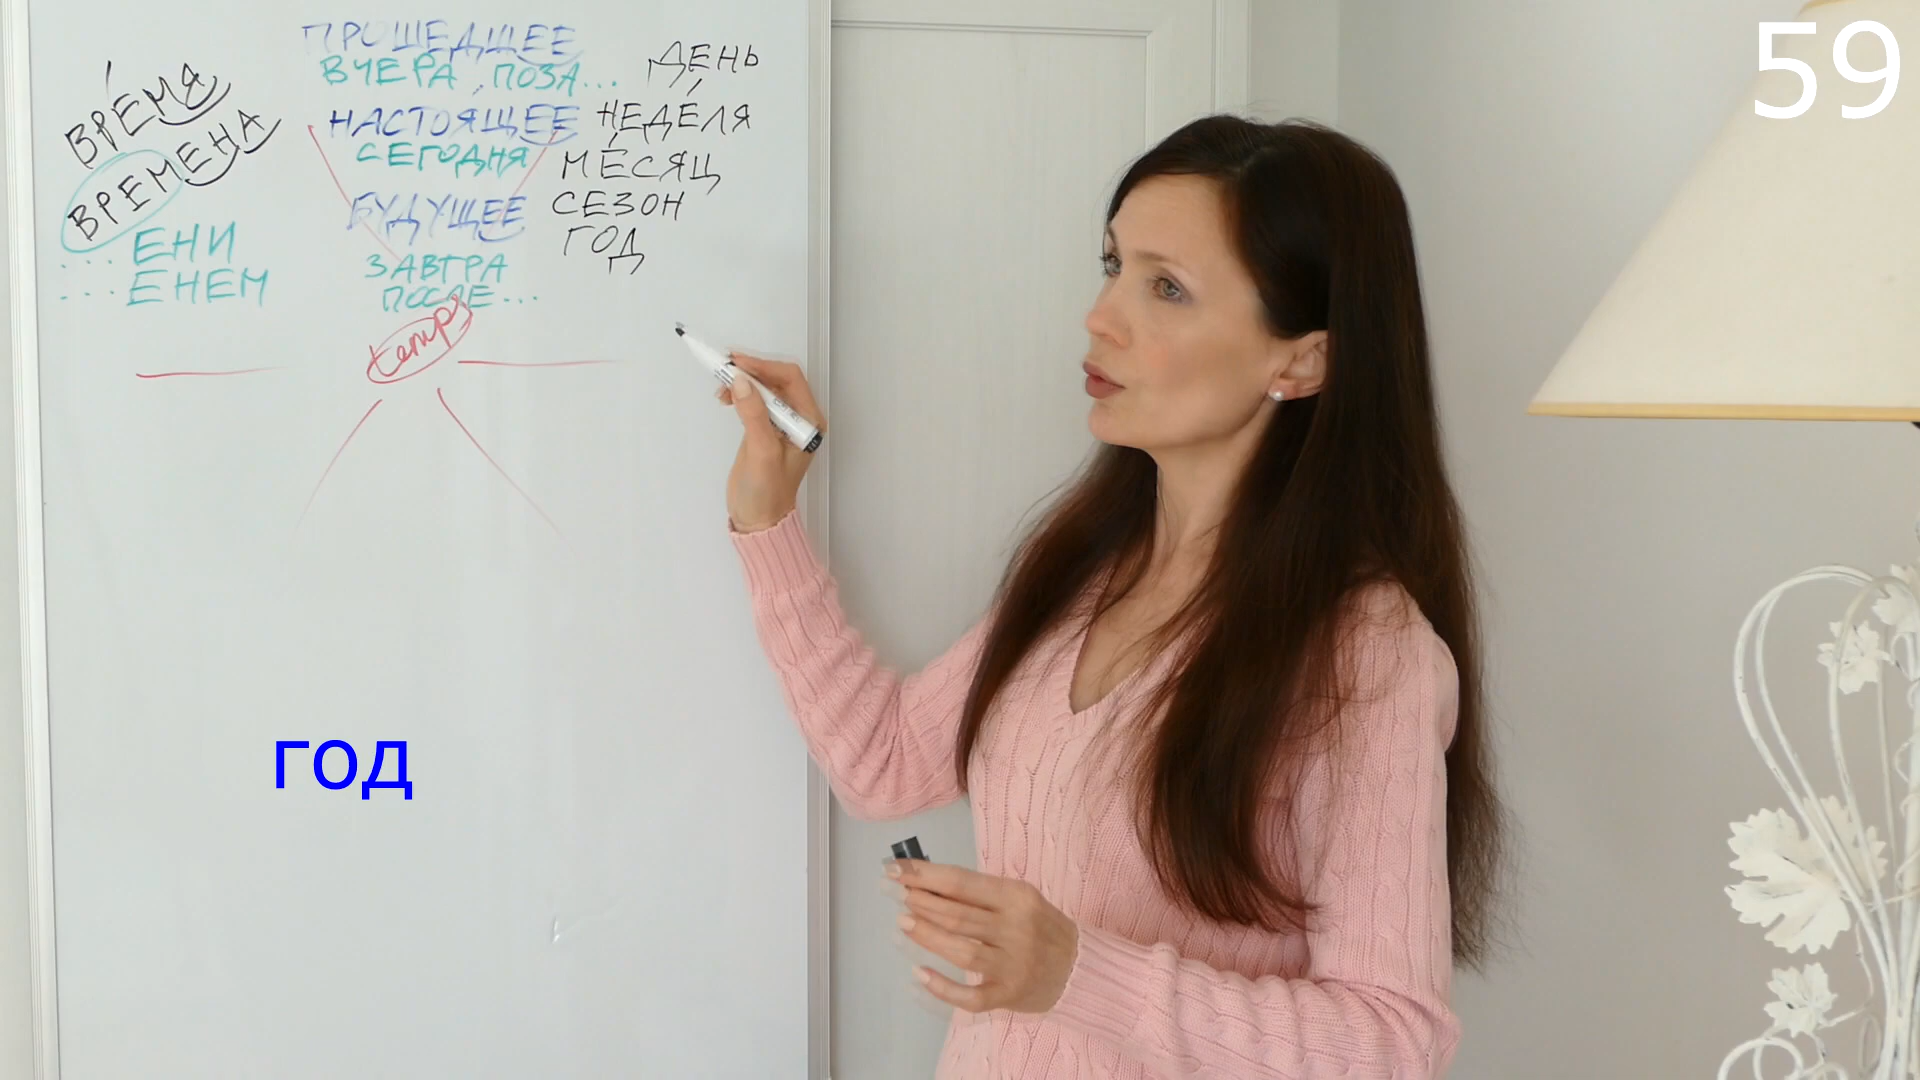 ВРЕМЯ
ВРЕМЕНА
...ЕНИ
...ЕНЕМ
ПРОШЕДШЕЕ
ВЧЕРА, ПОЗА...
НАСТОЯЩЕЕ
СЕГОДНЯ
БУДУЩЕЕ
ЗАВТРА
ПОСЛЕ...
ДЕНЬ
НЕДЕЛЯ
МЕСЯЦ
СЕЗОН
ГОД
год
59